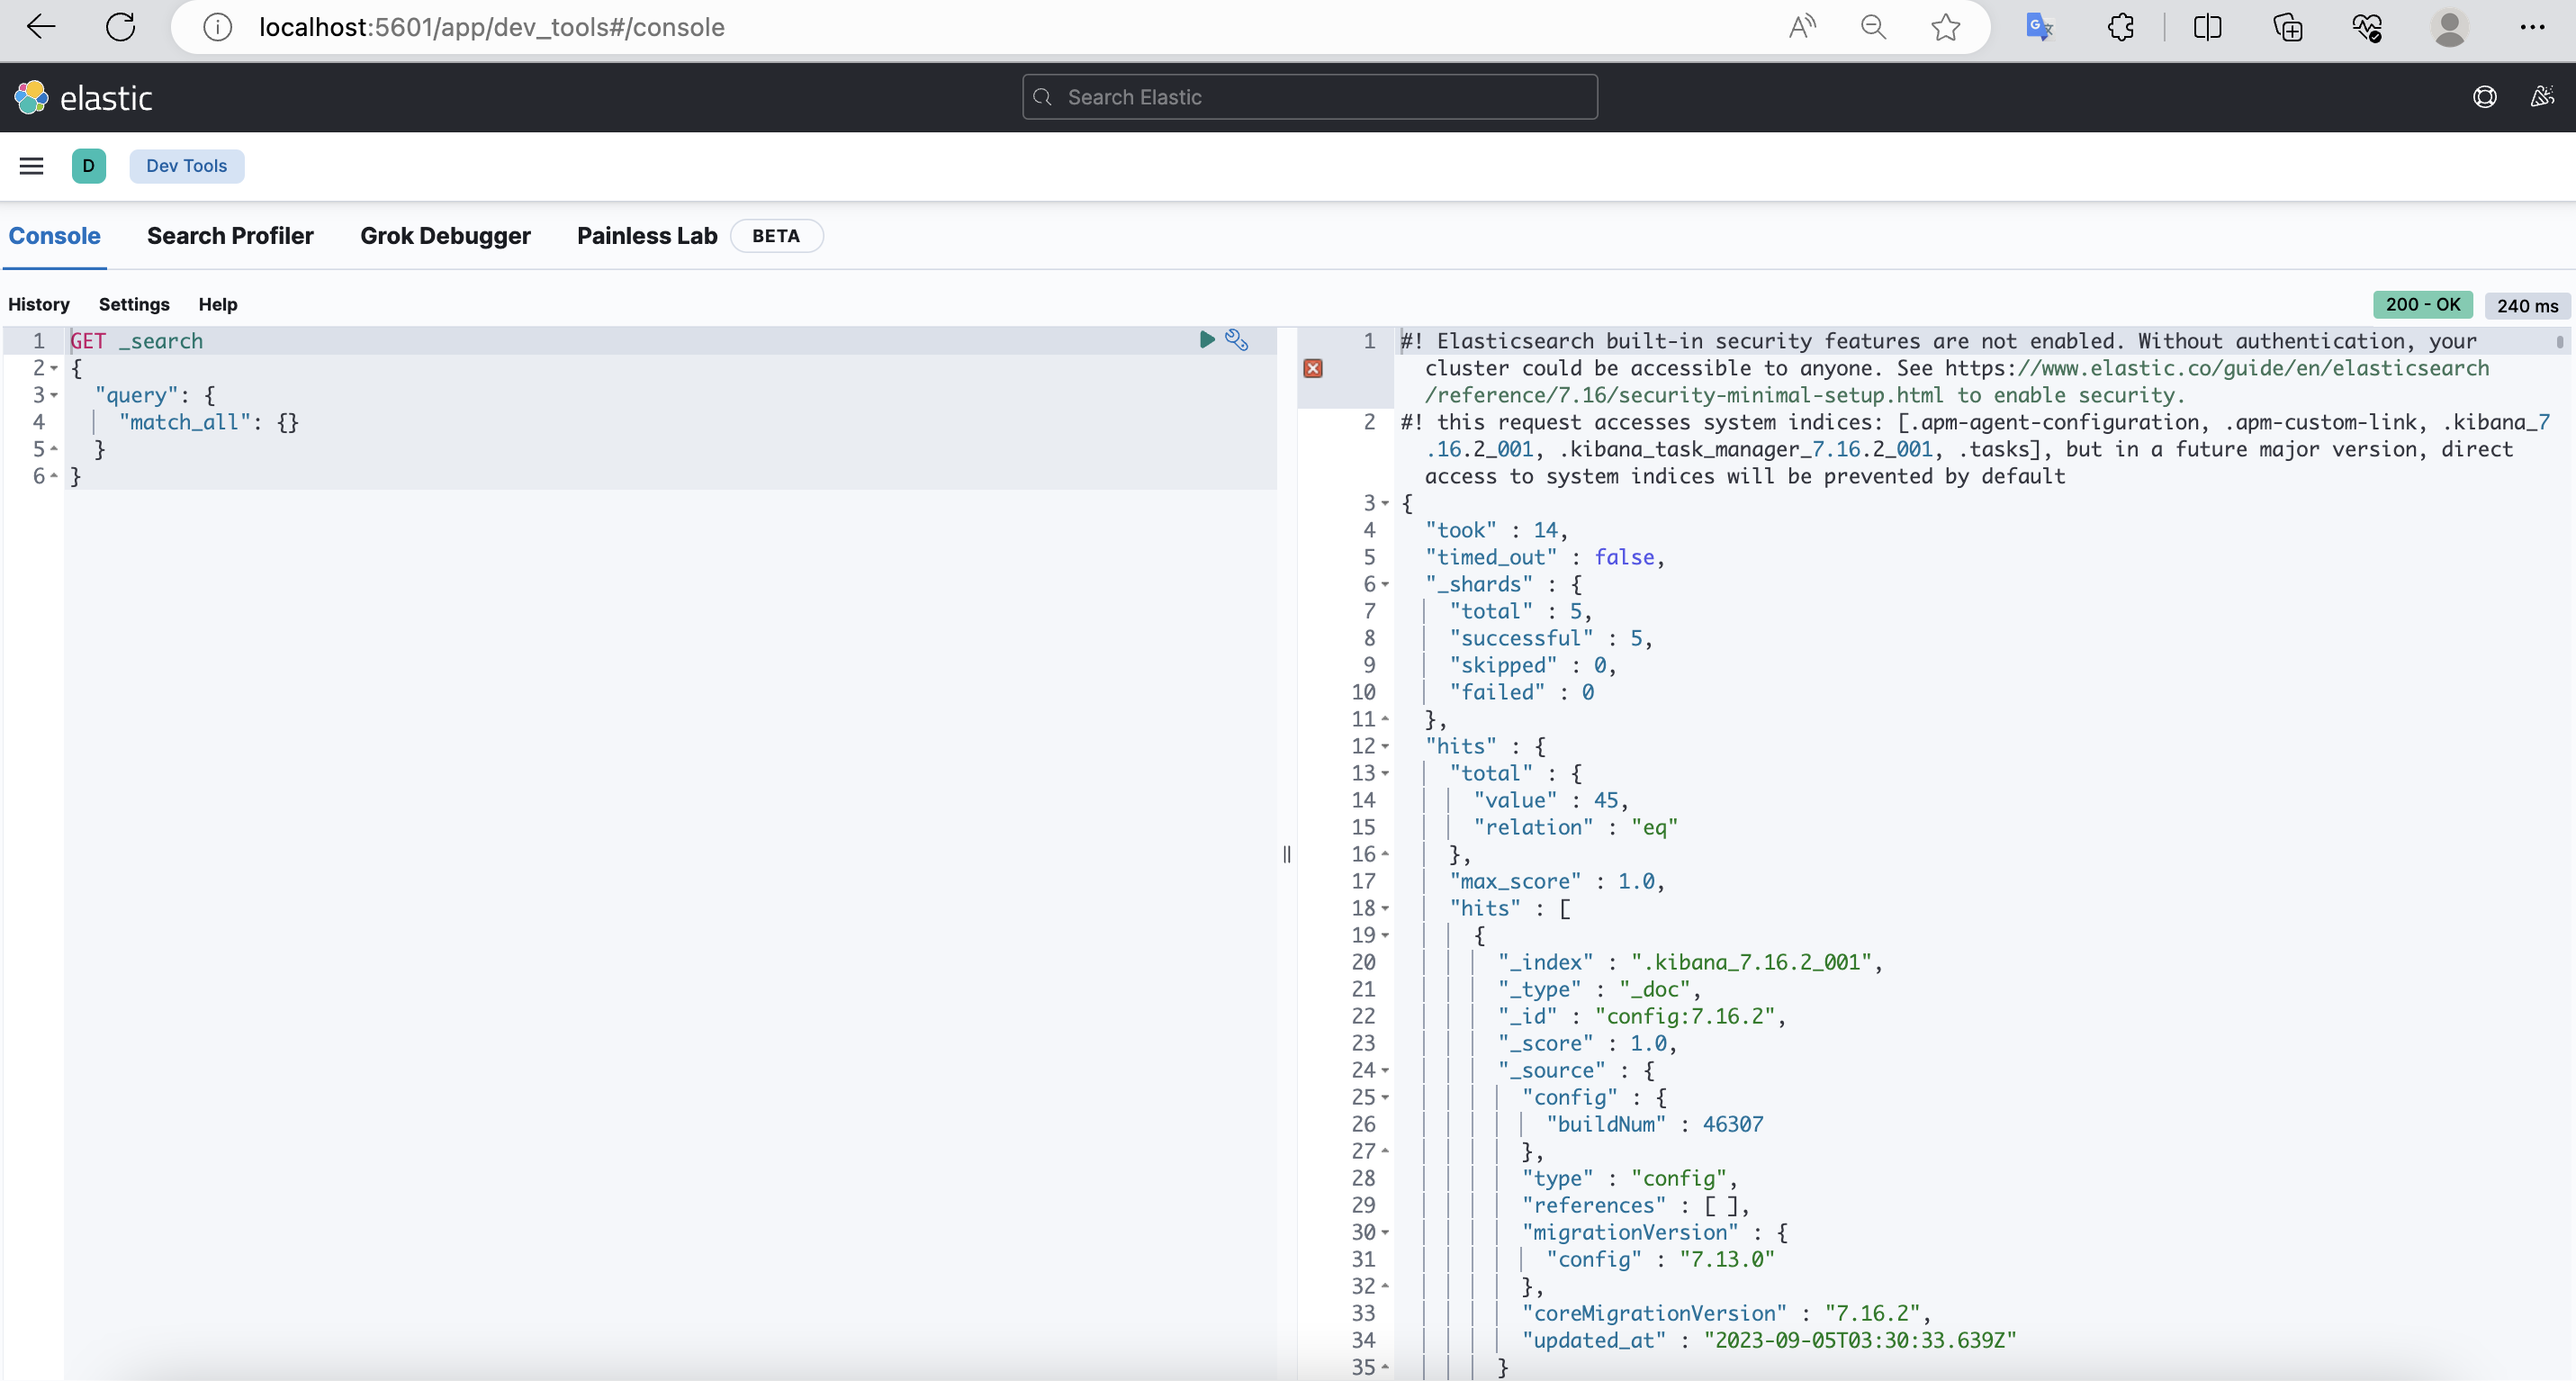 localhost:5601/app/dev_tools#/console
elastic
Search Elastic
D
Dev Tools
Console
Search Profiler
Grok Debugger
Painless Lab
BETA
History
Settings
Help
200 - OK
240 ms
1 GET _search
2 {
3 "query": {
4 "match_all": {}
5 }
6 }
1 #! Elasticsearch built-in security features are not enabled. Without authentication, your
cluster could be accessible to anyone. See https://www.elastic.co/guide/en/elasticsearch
/reference/7.16/security-minimal-setup.html to enable security.
2 #! this request accesses system indices: [.apm-agent-configuration, .apm-custom-link, .kibana_7
.16.2_001, .kibana_task_manager_7.16.2_001, .tasks], but in a future major version, direct
access to system indices will be prevented by default
3 {
4 "took" : 14,
5 "timed_out" : false,
6 "_shards" : {
7 "total" : 5,
8 "successful" : 5,
9 "skipped" : 0,
10 "failed" : 0
11 },
12 "hits" : {
13 "total" : {
14 "value" : 45,
15 "relation" : "eq"
16 },
17 "max_score" : 1.0,
18 "hits" : [
19 {
20 "_index" : ".kibana_7.16.2_001",
21 "_type" : "_doc",
22 "_id" : "config:7.16.2",
23 "_score" : 1.0,
24 "_source" : {
25 "config" : {
26 "buildNum" : 46307
27 },
28 "type" : "config",
29 "references" : [ ],
30 "migrationVersion" : {
31 "config" : "7.13.0"
32 },
33 "coreMigrationVersion" : "7.16.2",
34 "updated_at" : "2023-09-05T03:30:33.639Z"
35 }